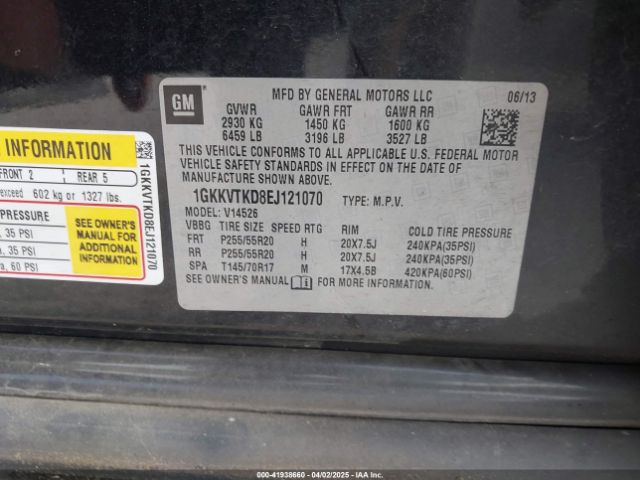 INFORMATION
FRONT 2 REAR 5
exceed 602 kg or 1327 lbs.
PRESSURE
, 35 PSI
, 35 PSI
, 60 PSI
SEE OWNER'S
MANUAL FOR
ADDITIONAL
INFORMATION
1GKKVTKD8EJ121070
GM
MFD BY GENERAL MOTORS LLC 06/13
GVWR GAWR FRT GAWR RR
2930 KG 1450 KG 1600 KG
6459 LB 3196 LB 3527 LB
THIS VEHICLE CONFORMS TO ALL APPLICABLE U.S. FEDERAL MOTOR
VEHICLE SAFETY STANDARDS IN EFFECT ON THE DATE OF
MANUFACTURE SHOWN ABOVE.
1GKKVTKD8EJ121070 TYPE: M.P.V.
MODEL: V14526
VBBG TIRE SIZE SPEED RTG RIM COLD TIRE PRESSURE
FRT P255/55R20 H 20X7.5J 240KPA(35PSI)
RR P255/55R20 H 20X7.5J 240KPA(35PSI)
SPA T145/70R17 M 17X4.5B 420KPA(60PSI)
SEE OWNER'S MANUAL FOR MORE INFORMATION.
© IAAI Stock: 41938660 04/02/2025 © IAA Holdings, LLC